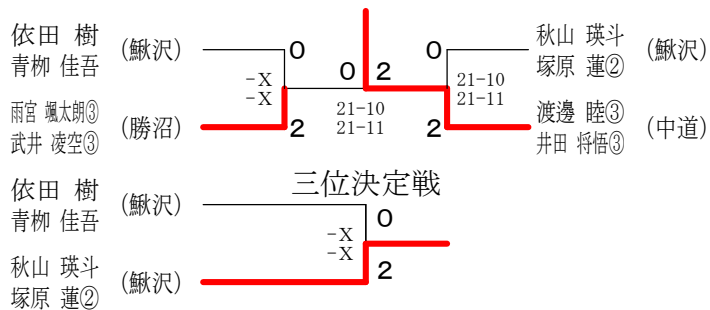 依田 樹
青栁 佳吾
(鰍沢)
0
-X
-X
雨宮 颯太朗③
武井 凌空③
(勝沼)
2
0 2
21-10
21-11
秋山 瑛斗
塚原 蓮②
(鰍沢)
0
21-10
21-11
渡邊 睦③
井田 将悟③
(中道)
2
三位決定戦
依田 樹
青栁 佳吾
(鰍沢)
0
-X
-X
秋山 瑛斗
塚原 蓮②
(鰍沢)
2